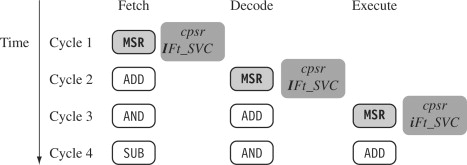 Fetch Decode Execute
Time Cycle 1 MSR cpsr
IFt_SVC
Cycle 2 ADD MSR cpsr
IFt_SVC
Cycle 3 AND ADD MSR cpsr
iFt_SVC
Cycle 4 SUB AND ADD